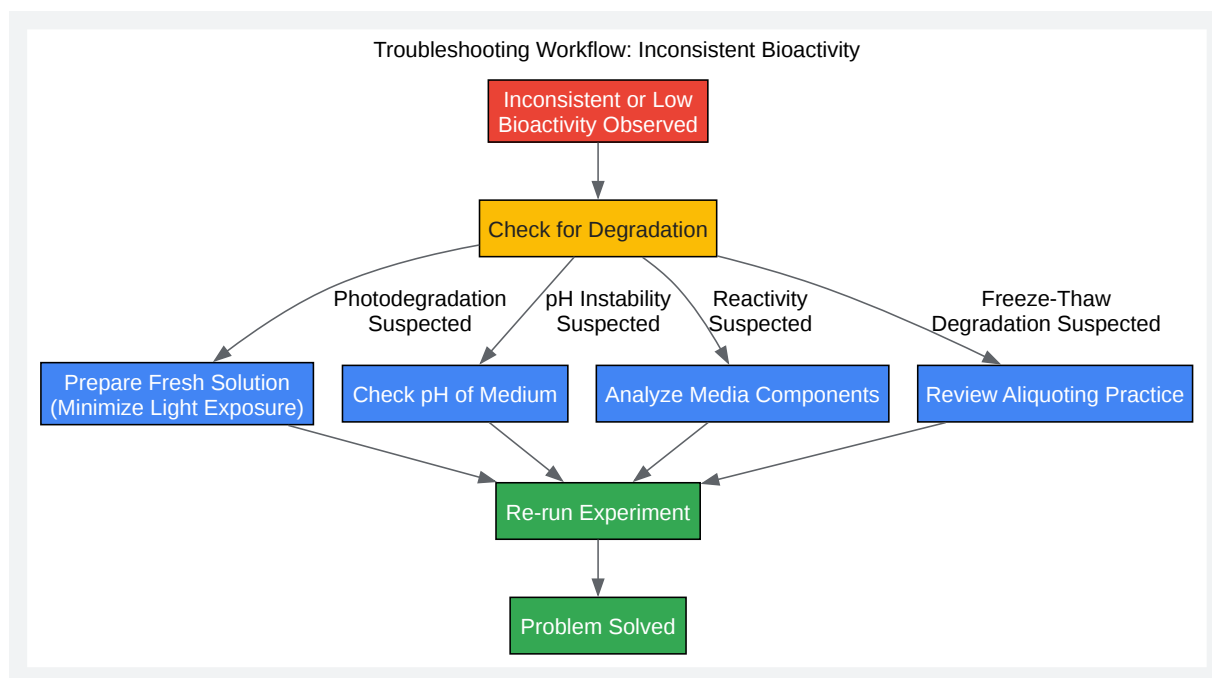 Troubleshooting Workflow: Inconsistent Bioactivity
Inconsistent or Low
Bioactivity Observed
Check for Degradation
Photodegradation
Suspected
pH Instability
Suspected
Reactivity
Suspected
Freeze-Thaw
Degradation Suspected
Prepare Fresh Solution
(Minimize Light Exposure)
Check pH of Medium
Analyze Media Components
Review Aliquoting Practice
Re-run Experiment
Problem Solved